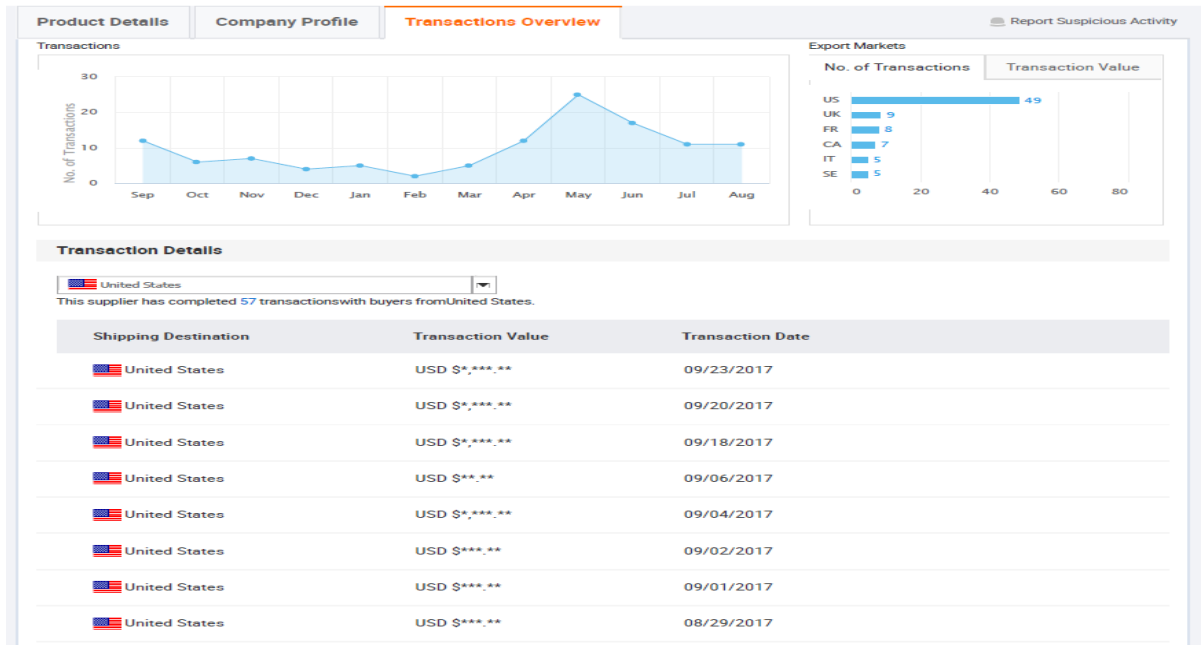 Product Details Company Profile Transactions Overview Report Suspicious Activity
Transactions
30
20
10
0
No. of Transactions
Sep Oct Nov Dec Jan Feb Mar Apr May Jun Jul Aug
Export Markets
No. of Transactions Transaction Value
US 49
UK 9
FR 8
CA 7
IT 5
SE 5
0 20 40 60 80
Transaction Details
United States
This supplier has completed 57 transactionswith buyers fromUnited States.
Shipping Destination Transaction Value Transaction Date
United States USD $*,***.** 09/23/2017
United States USD $*,***.** 09/20/2017
United States USD $*,***.** 09/18/2017
United States USD $**.** 09/06/2017
United States USD $*,***.** 09/04/2017
United States USD $***.** 09/02/2017
United States USD $***.** 09/01/2017
United States USD $***.** 08/29/2017